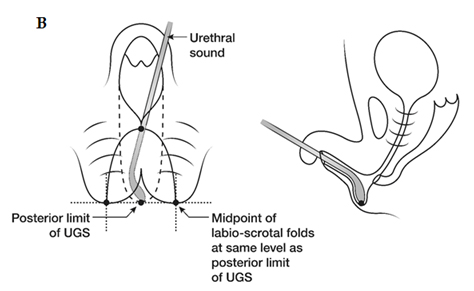 B
Urethral
sound
Posterior limit
of UGS
Midpoint of
labio-scrotal folds
at same level as
posterior limit
of UGS